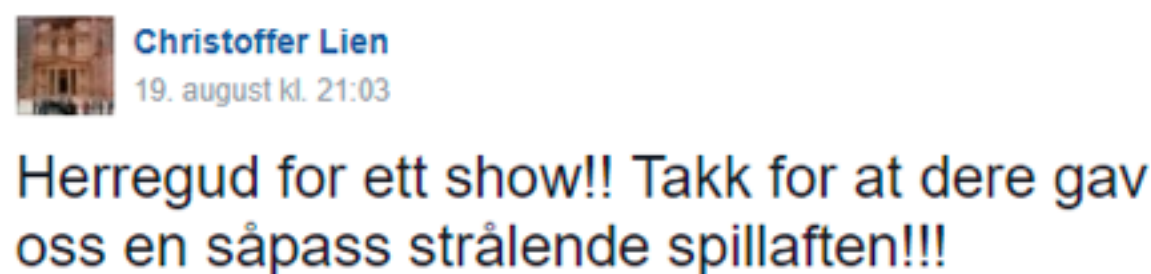 Christoffer Lien
19. august kl. 21:03
Herregud for ett show!! Takk for at dere gav
oss en såpass strålende spillaften!!!